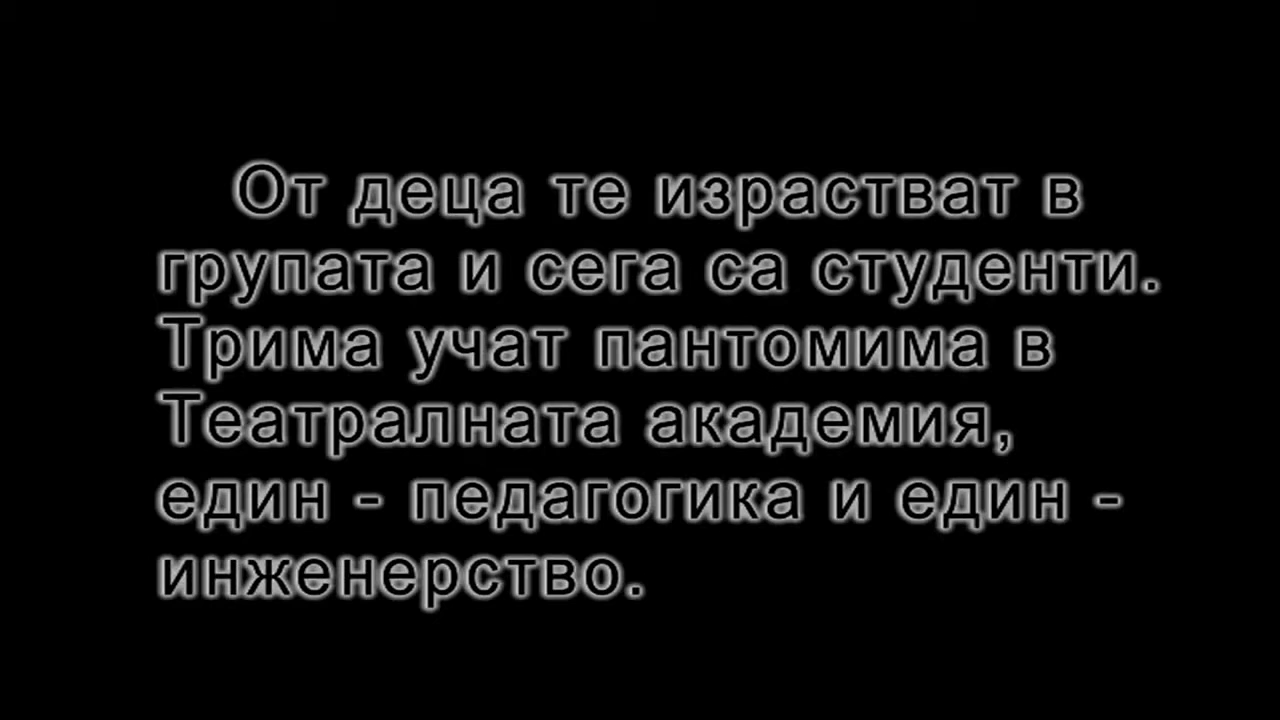 От деца те израстват в
групата и сега са студенти.
Трима учат пантомима в
Театралната академия,
един - педагогика и един -
инженерство.